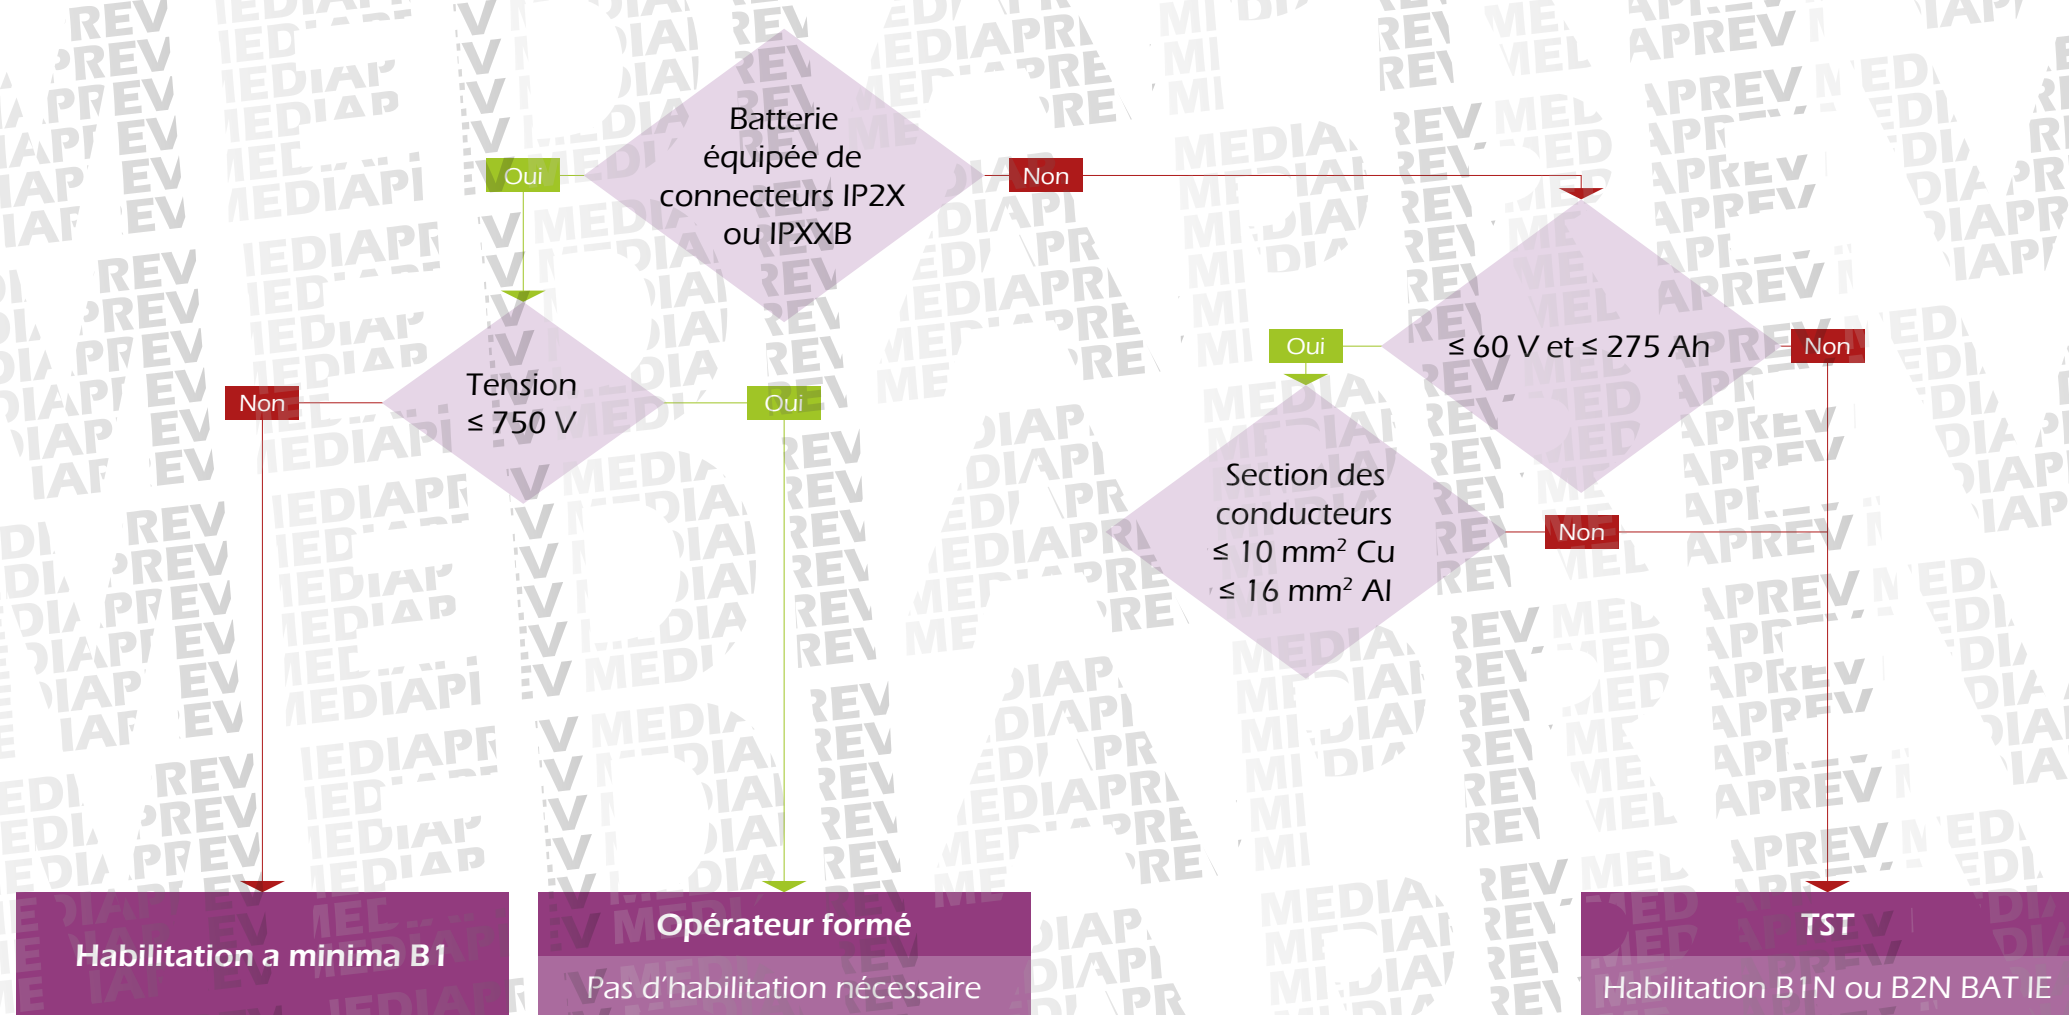 Batterie
équipée de
connecteurs IP2X
ou IPXXB
Oui
Non
Tension
≤ 750 V
Non
Oui
≤ 60 V et ≤ 275 Ah
Oui
Non
Section des
conducteurs
≤ 10 mm² Cu
≤ 16 mm² Al
Non
Habilitation a minima B1
Opérateur formé
Pas d'habilitation nécessaire
TST
Habilitation B1N ou B2N BAT IE